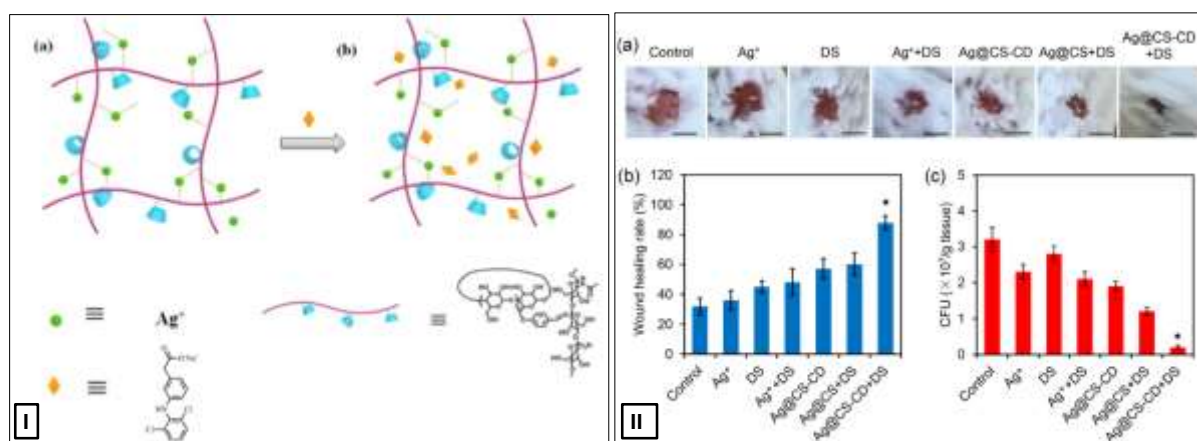 (a)
(b)
≡ Ag⁺
≡
≡
I
(a)
Control Ag⁺ DS Ag⁺+DS Ag@CS-CD Ag@CS+DS Ag@CS-CD+DS
(b)
Wound healing rate (%)
120
100
80
60
40
20
0
Control Ag⁺ DS Ag⁺+DS Ag@CS-CD Ag@CS+DS Ag@CS-CD+DS
*
(c)
CFU (×10⁷/g tissue)
5
4
3
2
1
0
Control Ag⁺ DS Ag⁺+DS Ag@CS-CD Ag@CS+DS Ag@CS-CD+DS
*
II